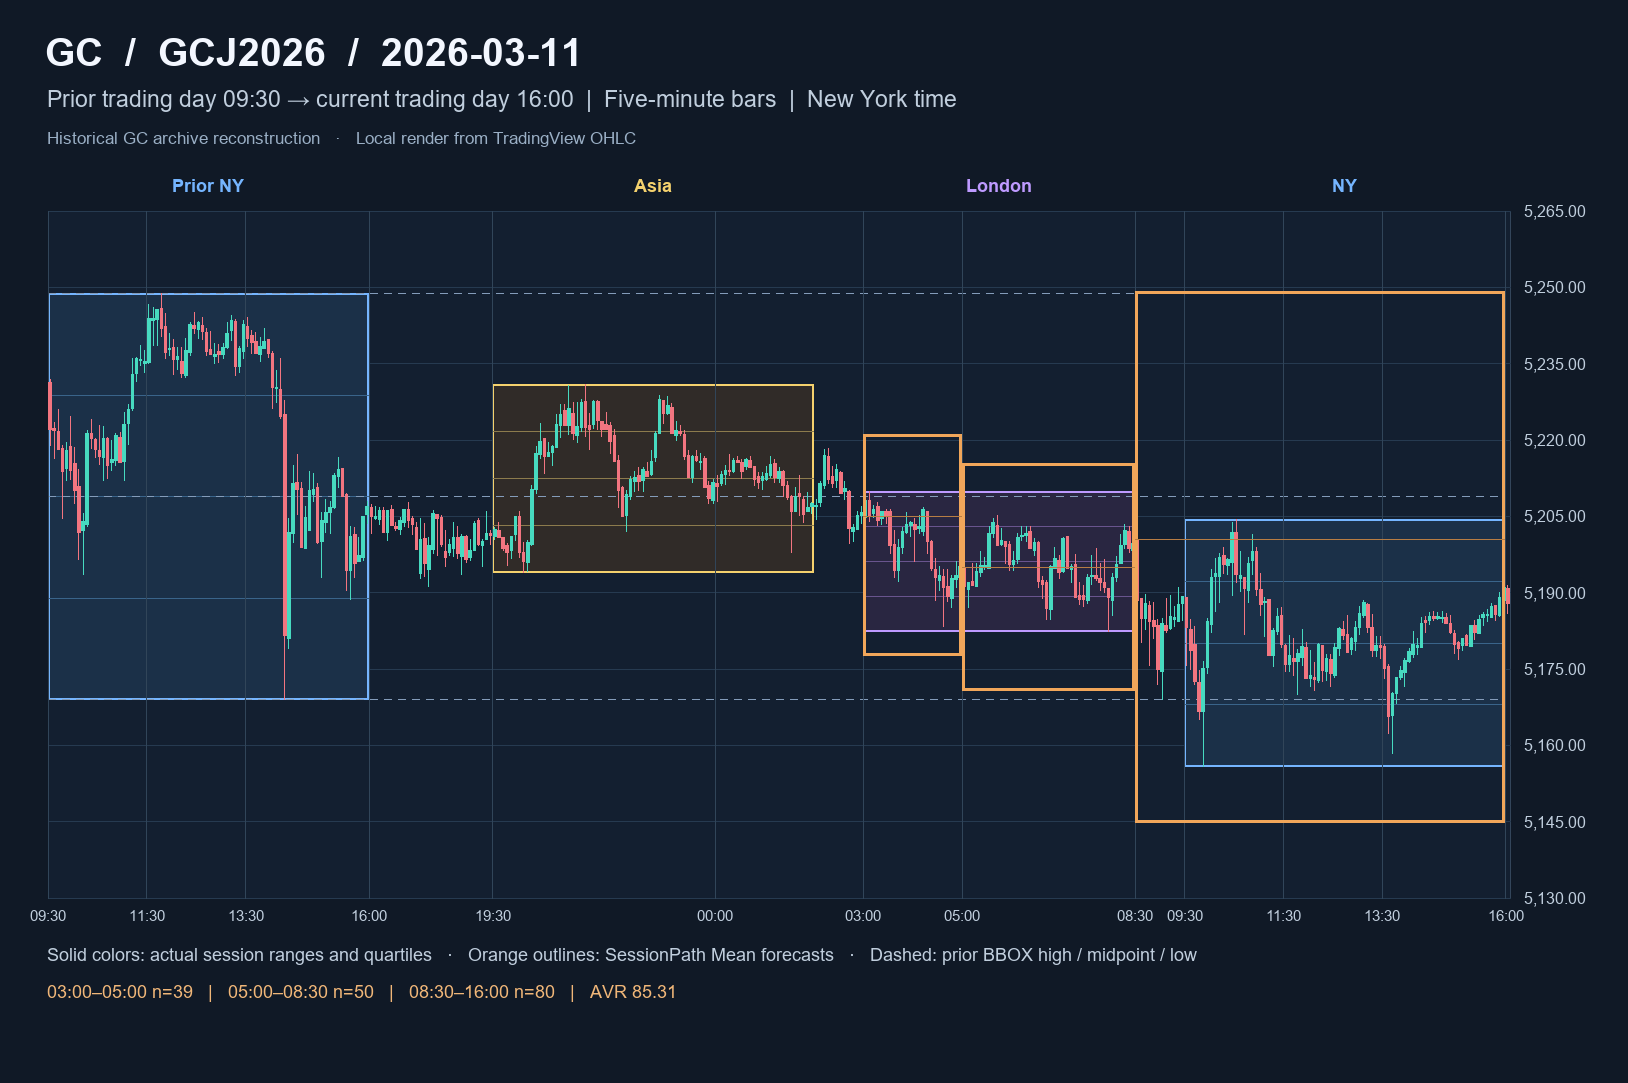 GC / GCJ2026 / 2026-03-11
Prior trading day 09:30 → current trading day 16:00 | Five-minute bars | New York time
Historical GC archive reconstruction · Local render from TradingView OHLC
Prior NY Asia London NY
5,265.00
5,250.00
5,235.00
5,220.00
5,205.00
5,190.00
5,175.00
5,160.00
5,145.00
5,130.00
09:30 11:30 13:30 16:00 19:30 00:00 03:00 05:00 08:30 09:30 11:30 13:30 16:00
Solid colors: actual session ranges and quartiles · Orange outlines: SessionPath Mean forecasts · Dashed: prior BBOX high / midpoint / low
03:00–05:00 n=39 | 05:00–08:30 n=50 | 08:30–16:00 n=80 | AVR 85.31